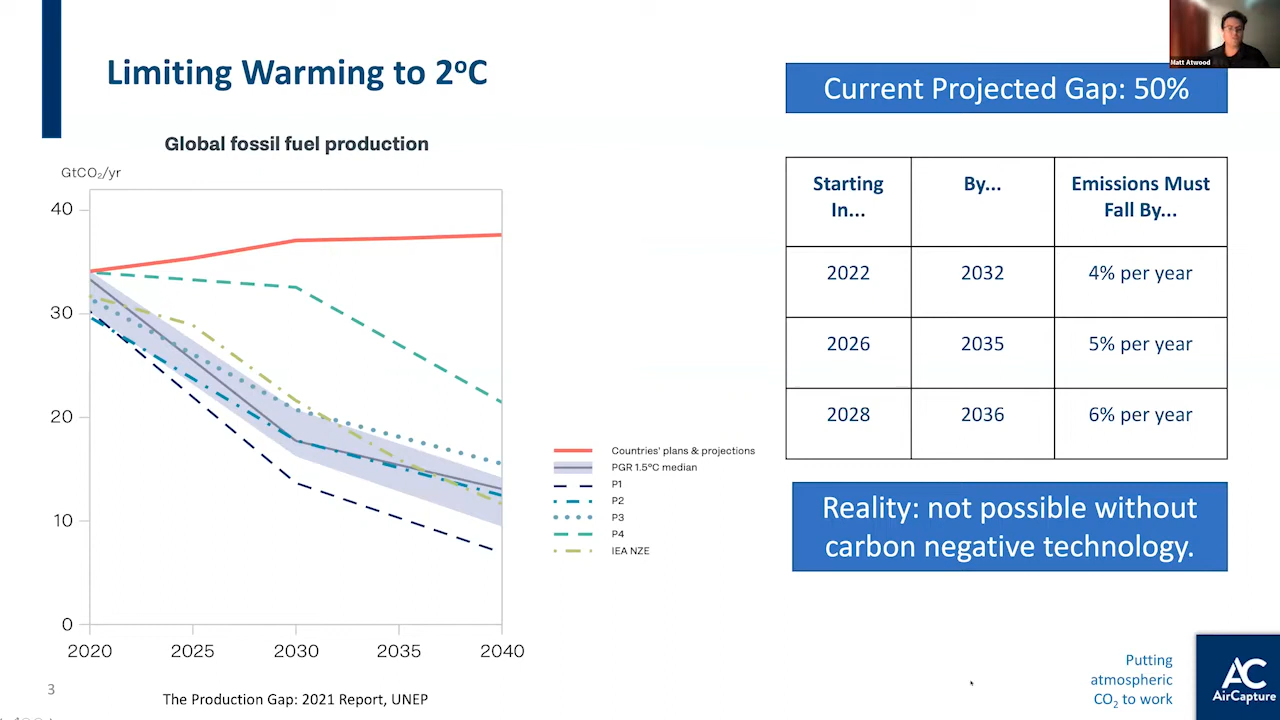 Limiting Warming to 2ºC
Matt Atwood
Current Projected Gap: 50%
Global fossil fuel production
GtCO₂/yr
40
30
20
10
0
2020 2025 2030 2035 2040
Countries' plans & projections
PGR 1.5ºC median
P1
P2
P3
P4
IEA NZE
The Production Gap: 2021 Report, UNEP
3
Starting In... By... Emissions Must Fall By...
2022 2032 4% per year
2026 2035 5% per year
2028 2036 6% per year
Reality: not possible without
carbon negative technology.
Putting
atmospheric
CO₂ to work
AC
AirCapture